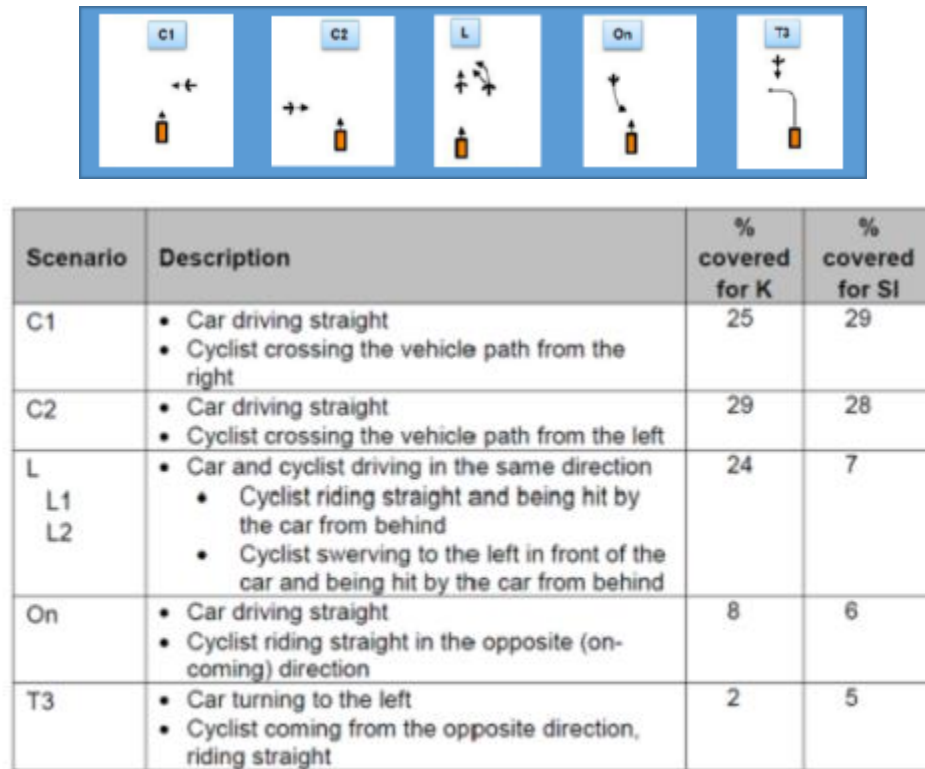 C1
C2
L
On
T3
Scenario
Description
%
covered
for K
%
covered
for SI
C1
• Car driving straight
• Cyclist crossing the vehicle path from the
right
25
29
C2
• Car driving straight
• Cyclist crossing the vehicle path from the left
29
28
L
L1
L2
• Car and cyclist driving in the same direction
• Cyclist riding straight and being hit by
the car from behind
• Cyclist swerving to the left in front of the
car and being hit by the car from behind
24
7
On
• Car driving straight
• Cyclist riding straight in the opposite (on-
coming) direction
8
6
T3
• Car turning to the left
• Cyclist coming from the opposite direction,
riding straight
2
5